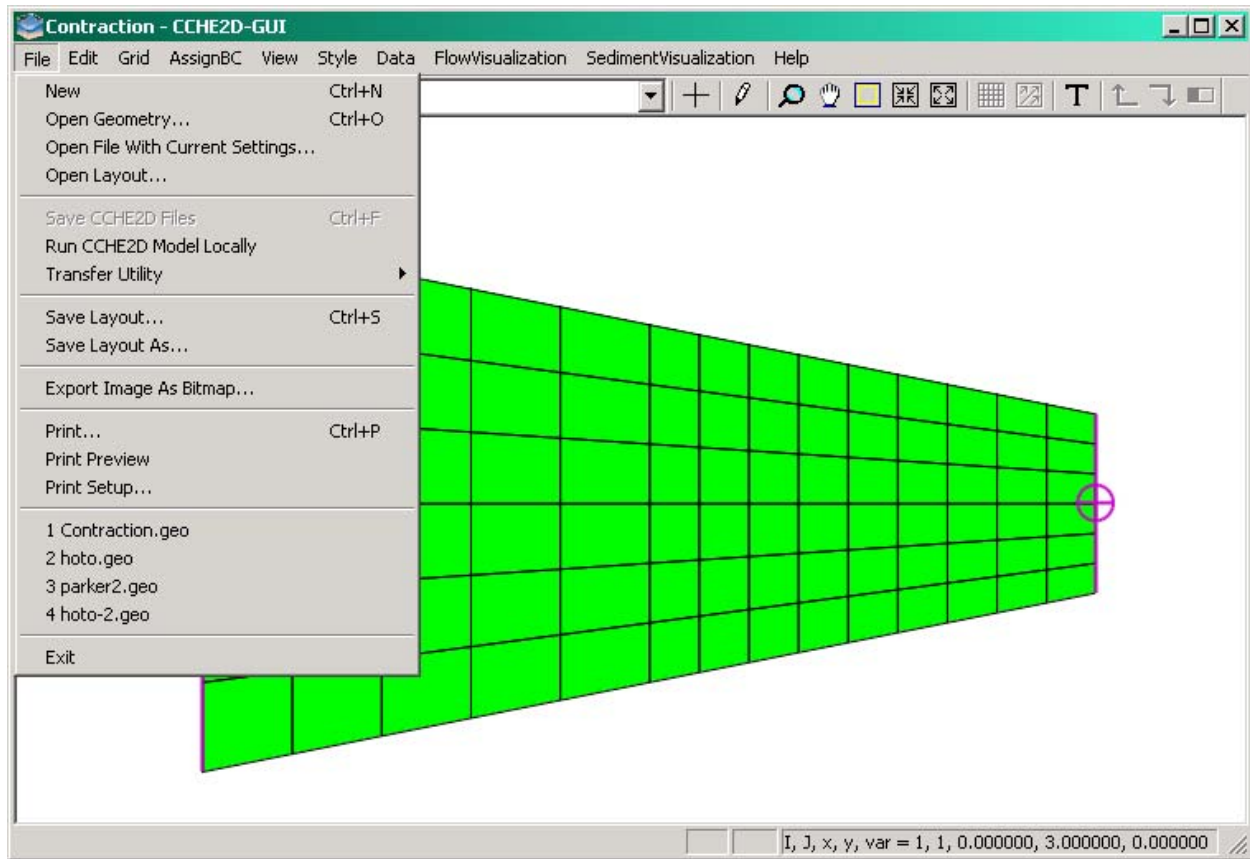 Contraction - CCHE2D-GUI
File Edit Grid AssignBC View Style Data FlowVisualization SedimentVisualization Help
New Ctrl+N
Open Geometry... Ctrl+O
Open File With Current Settings...
Open Layout...
Save CCHE2D Files Ctrl+F
Run CCHE2D Model Locally
Transfer Utility
Save Layout... Ctrl+S
Save Layout As...
Export Image As Bitmap...
Print... Ctrl+P
Print Preview
Print Setup...
1 Contraction.geo
2 hoto.geo
3 parker2.geo
4 hoto-2.geo
Exit
T
I, J, x, y, var = 1, 1, 0.000000, 3.000000, 0.000000